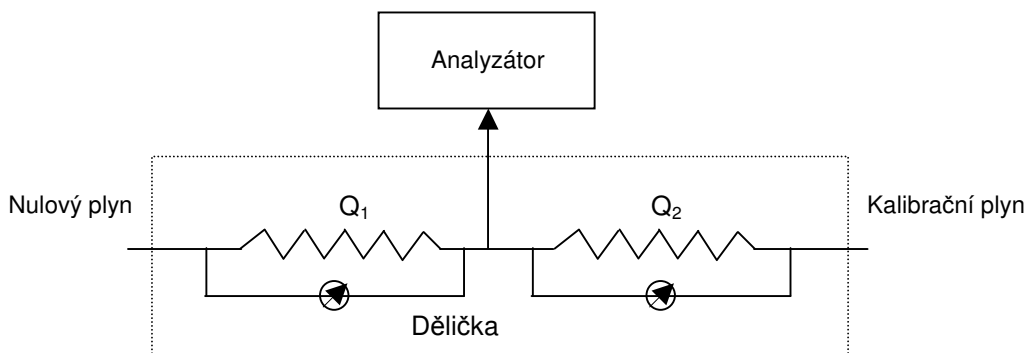 Analyzátor
Nulový plyn
Q₁
Q₂
Kalibrační plyn
Dělička